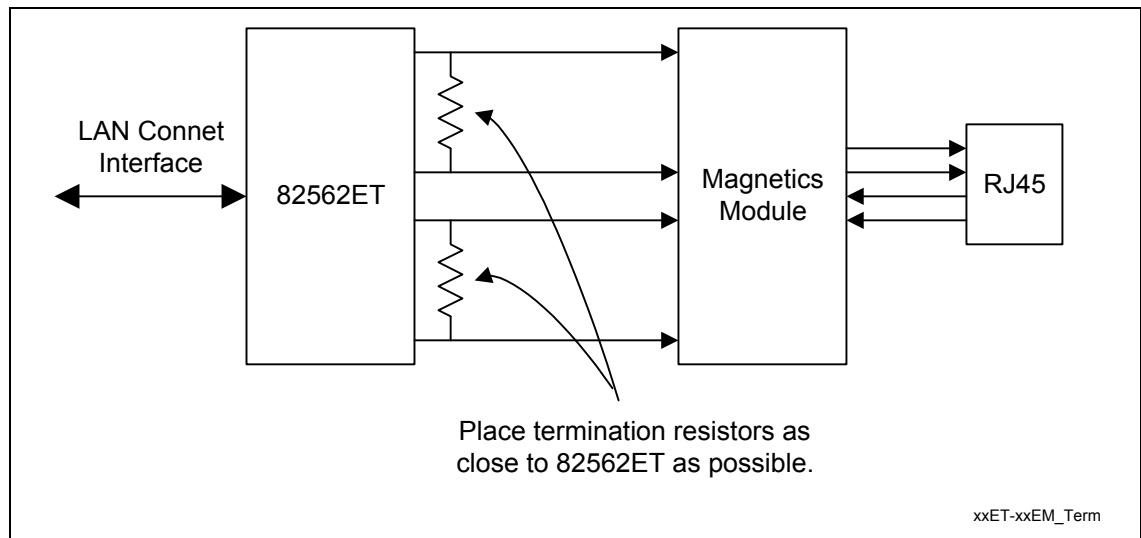 LAN Connet
Interface
82562ET
Magnetics
Module
RJ45
Place termination resistors as
close to 82562ET as possible.
xxET-xxEM_Term